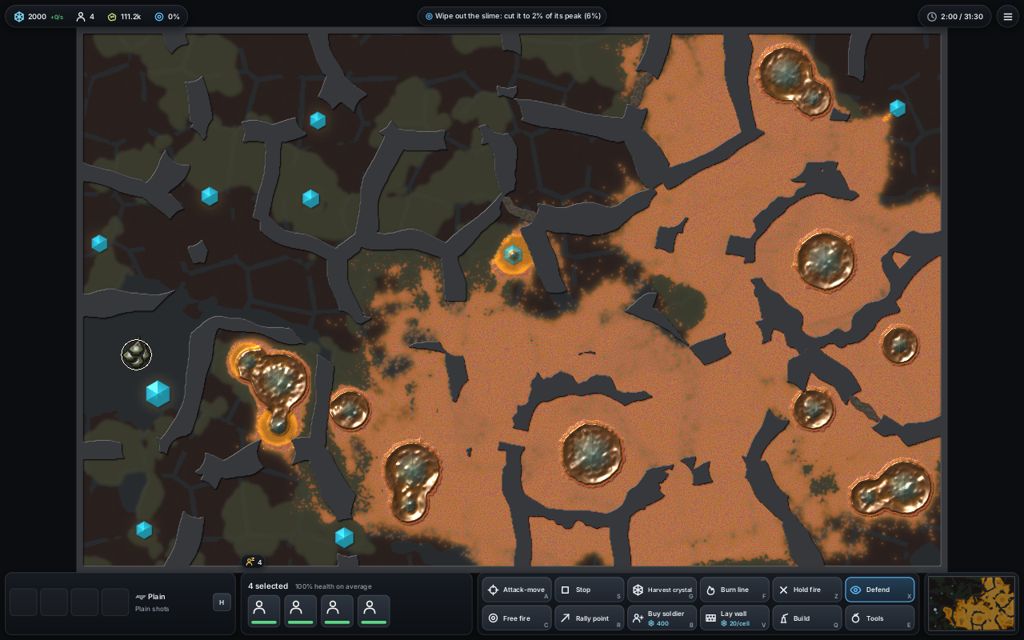 2000 +0/s 4 111.2k 0%
Wipe out the slime: cut it to 2% of its peak (6%)
2:00 / 31:30
4
Plain
Plain shots
H
4 selected 100% health on average
Attack-move A
Stop S
Harvest crystal G
Burn line F
Hold fire Z
Defend X
Free fire C
Rally point R
Buy soldier 400 B
Lay wall 20/cell V
Build Q
Tools E